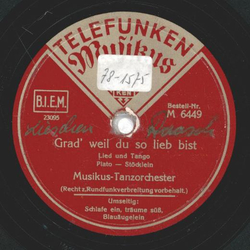 TELEFUNKEN
Musikus
78-15/5
B.I.E.M.
23095
Bestell-Nr.
M 6449
Grad' weil du so lieb bist
Lied und Tango
Plato - Stöcklein
Musikus-Tanzorchester
(Recht z. Rundfunkverbreitung vorbehalt.)
Umseitig:
Schlafe ein, träume süß,
Blauäugelein